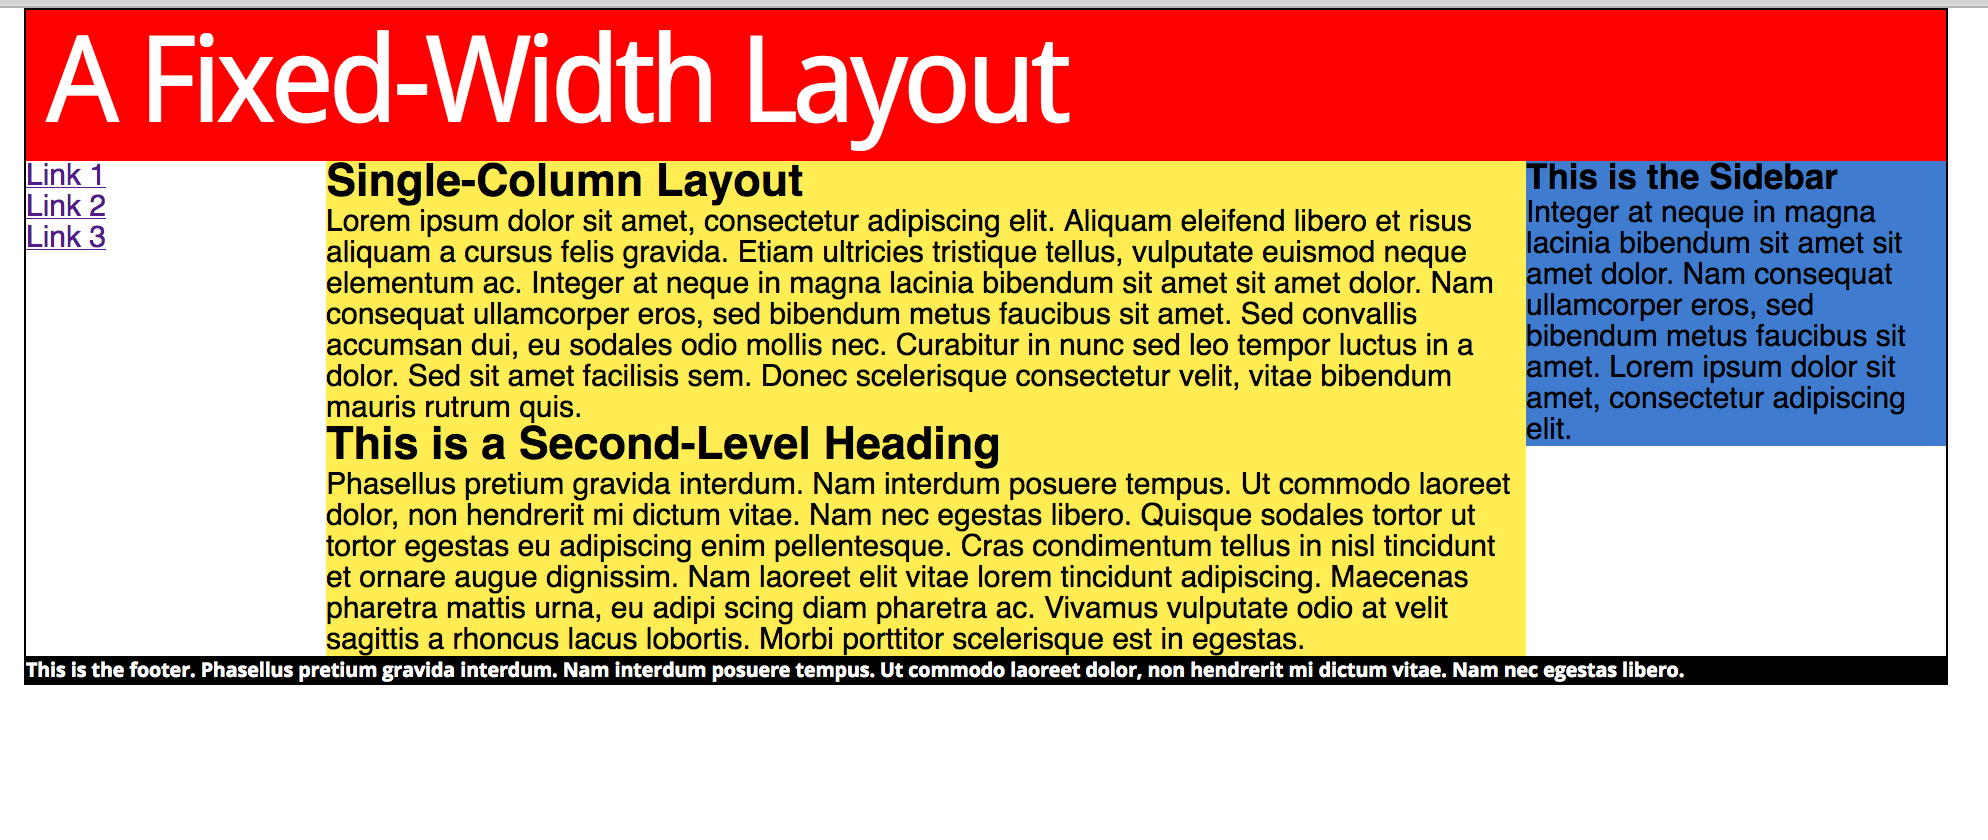 A Fixed-Width Layout
Link 1
Link 2
Link 3
Single-Column Layout
Lorem ipsum dolor sit amet, consectetur adipiscing elit. Aliquam eleifend libero et risus
aliquam a cursus felis gravida. Etiam ultricies tristique tellus, vulputate euismod neque
elementum ac. Integer at neque in magna lacinia bibendum sit amet sit amet dolor. Nam
consequat ullamcorper eros, sed bibendum metus faucibus sit amet. Sed convallis
accumsan dui, eu sodales odio mollis nec. Curabitur in nunc sed leo tempor luctus in a
dolor. Sed sit amet facilisis sem. Donec scelerisque consectetur velit, vitae bibendum
mauris rutrum quis.
This is a Second-Level Heading
Phasellus pretium gravida interdum. Nam interdum posuere tempus. Ut commodo laoreet
dolor, non hendrerit mi dictum vitae. Nam nec egestas libero. Quisque sodales tortor ut
tortor egestas eu adipiscing enim pellentesque. Cras condimentum tellus in nisl tincidunt
et ornare augue dignissim. Nam laoreet elit vitae lorem tincidunt adipiscing. Maecenas
pharetra mattis urna, eu adipi scing diam pharetra ac. Vivamus vulputate odio at velit
sagittis a rhoncus lacus lobortis. Morbi porttitor scelerisque est in egestas.
This is the Sidebar
Integer at neque in magna
lacinia bibendum sit amet sit
amet dolor. Nam consequat
ullamcorper eros, sed
bibendum metus faucibus sit
amet. Lorem ipsum dolor sit
amet, consectetur adipiscing
elit.
This is the footer. Phasellus pretium gravida interdum. Nam interdum posuere tempus. Ut commodo laoreet dolor, non hendrerit mi dictum vitae. Nam nec egestas libero.